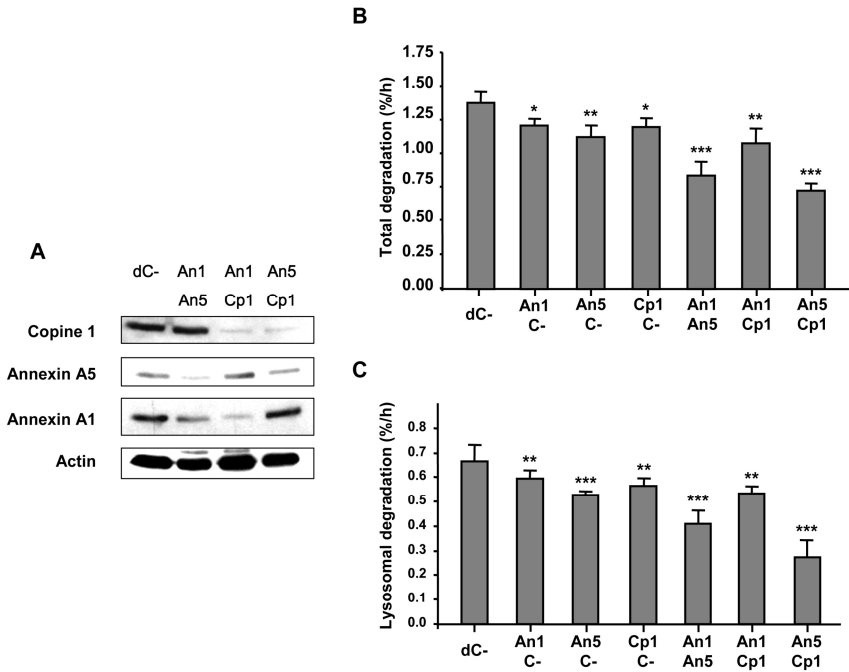 A
dC- An1 An1 An5
An5 Cp1 Cp1
Copine 1
Annexin A5
Annexin A1
Actin
B
Total degradation (%/h)
1.75
1.50
1.25
1.00
0.75
0.50
0.25
0.00
* ** * *** ** ***
dC- An1 An5 Cp1 An1 An1 An5
C- C- C- An5 Cp1 Cp1
C
Lysosomal degradation (%/h)
0.8
0.7
0.6
0.5
0.4
0.3
0.2
0.1
0.0
** *** ** *** ** ***
dC- An1 An5 Cp1 An1 An1 An5
C- C- C- An5 Cp1 Cp1